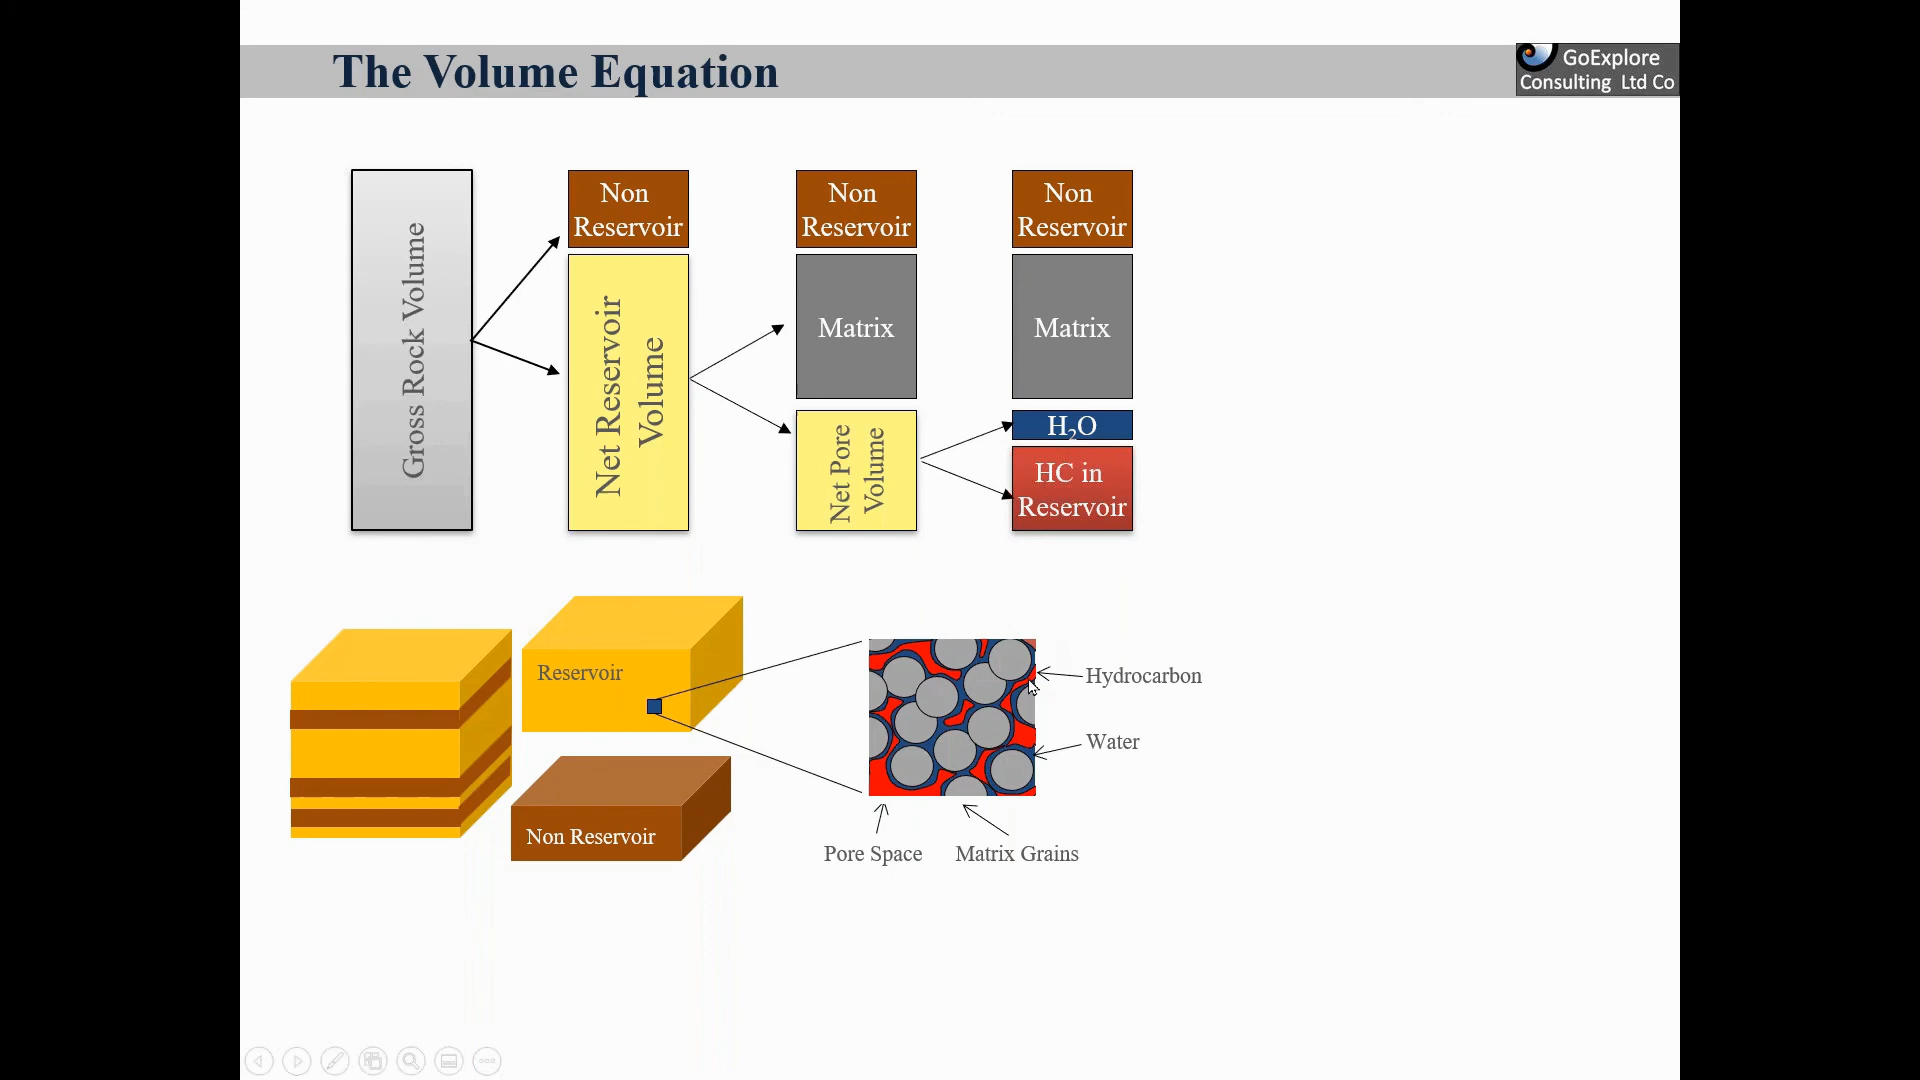 The Volume Equation
GoExplore
Consulting Ltd Co
Gross Rock Volume
Non
Reservoir
Net Reservoir
Volume
Non
Reservoir
Matrix
Net Pore
Volume
Non
Reservoir
Matrix
H₂O
HC in
Reservoir
Reservoir
Non Reservoir
Hydrocarbon
Water
Pore Space
Matrix Grains